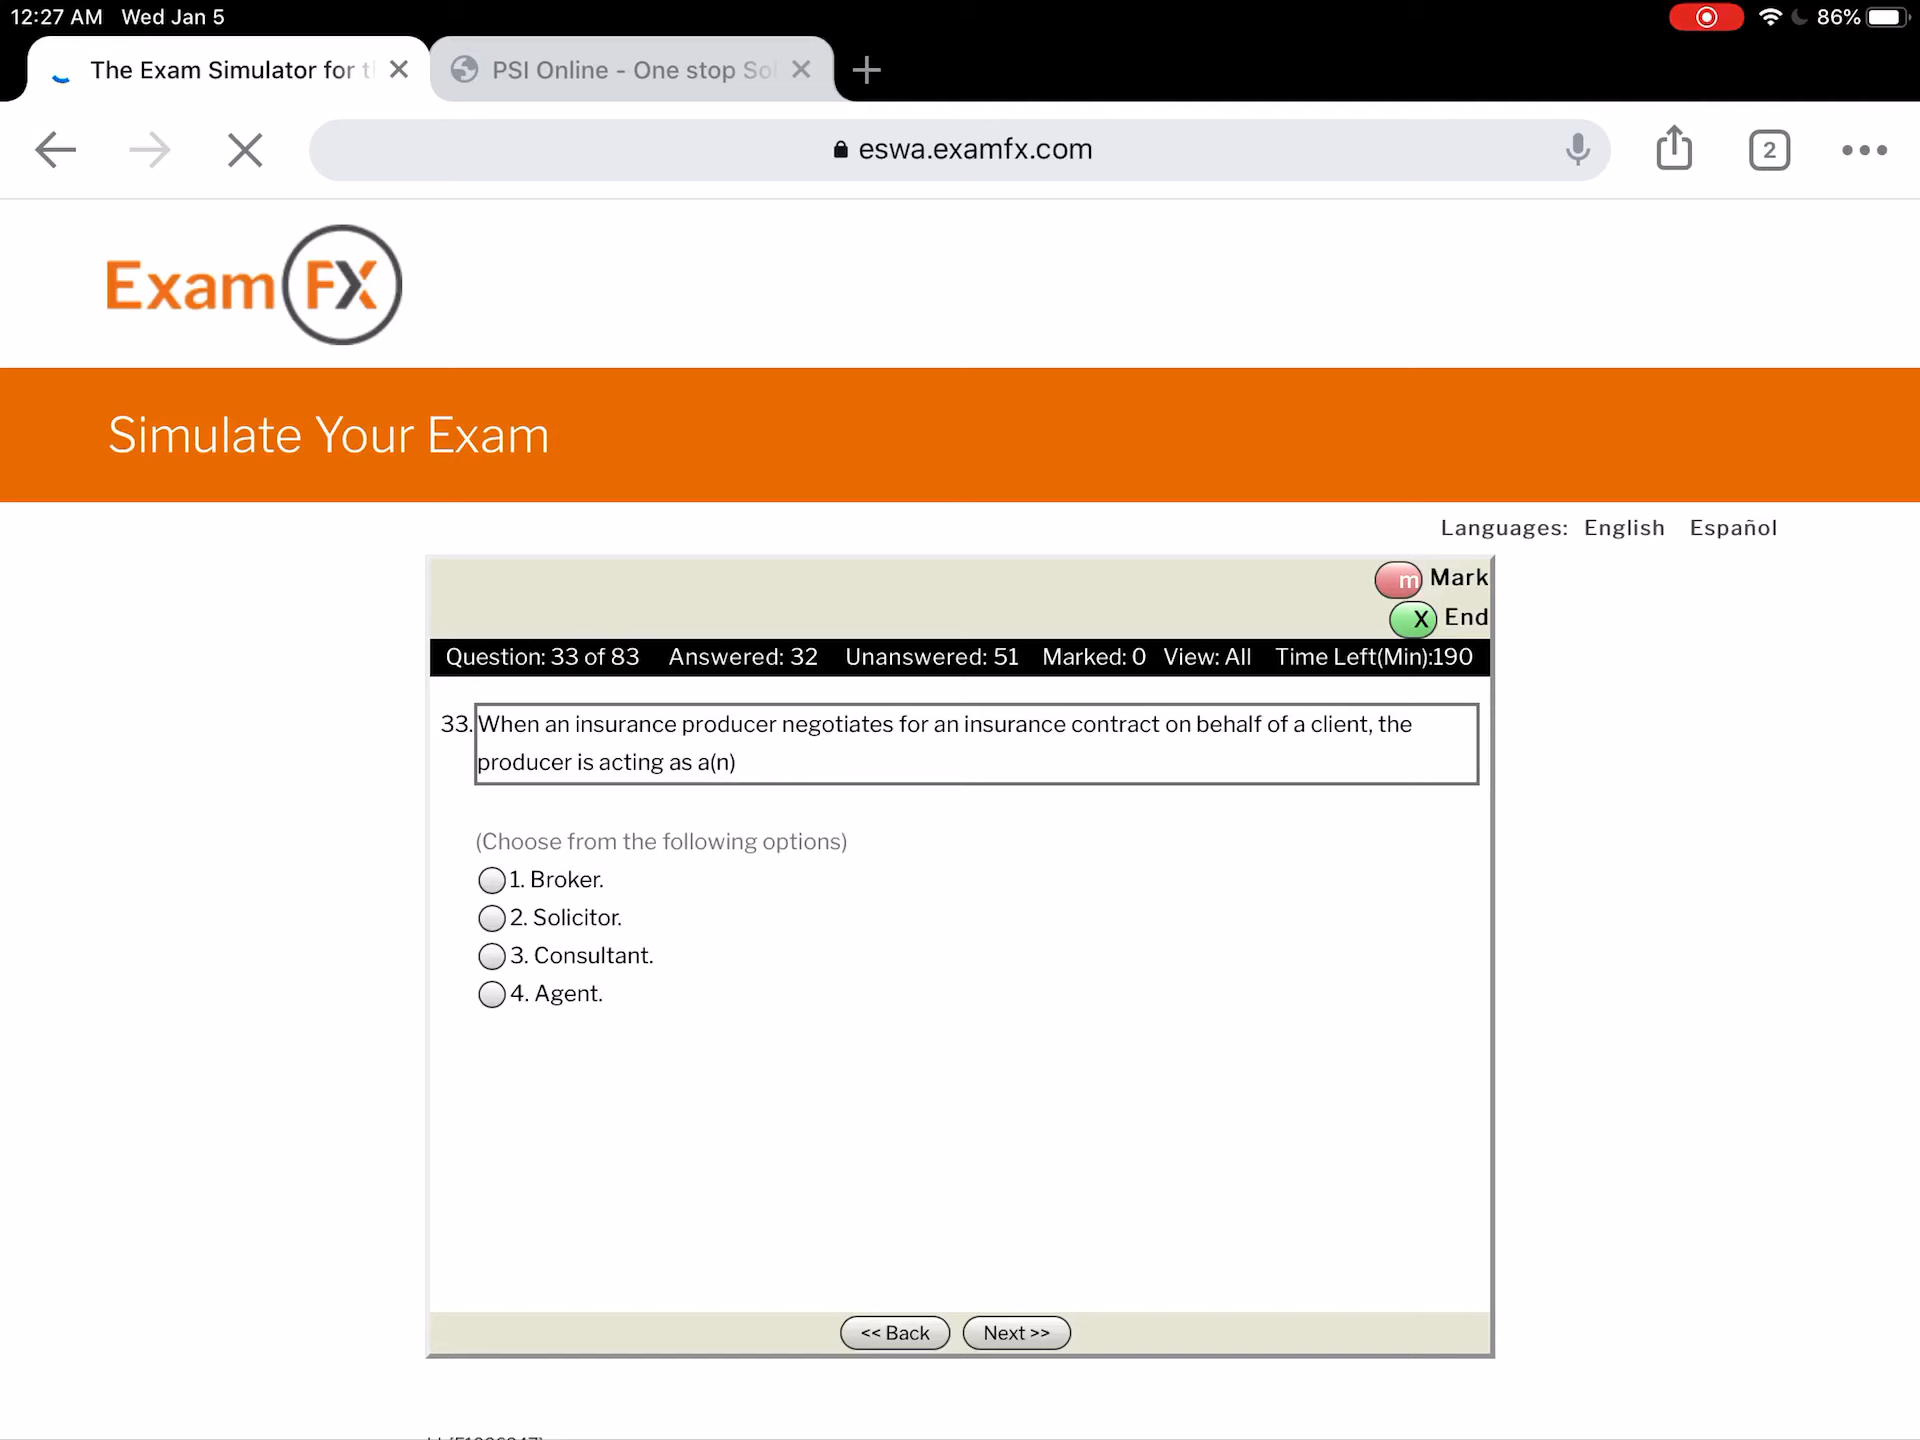 12:27 AM Wed Jan 5
86%
The Exam Simulator for t
PSI Online - One stop Sol
eswa.examfx.com
2
Exam FX
Simulate Your Exam
Languages: English Español
m Mark
X End
Question: 33 of 83 Answered: 32 Unanswered: 51 Marked: 0 View: All Time Left(Min):190
33. When an insurance producer negotiates for an insurance contract on behalf of a client, the
producer is acting as a(n)
(Choose from the following options)
1. Broker.
2. Solicitor.
3. Consultant.
4. Agent.
<< Back Next >>